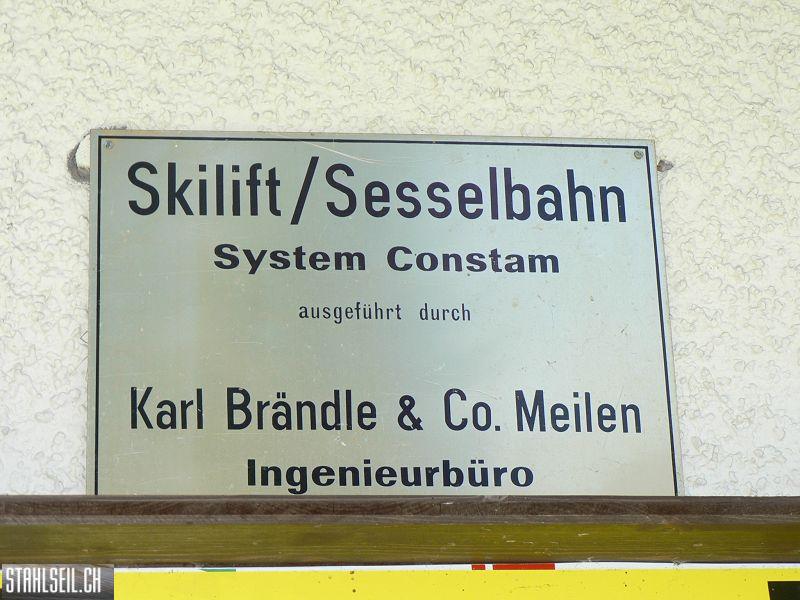 Skilift/Sesselbahn
System Constam
ausgeführt durch
Karl Brändle & Co. Meilen
Ingenieurbüro
STAHLSEIL.CH